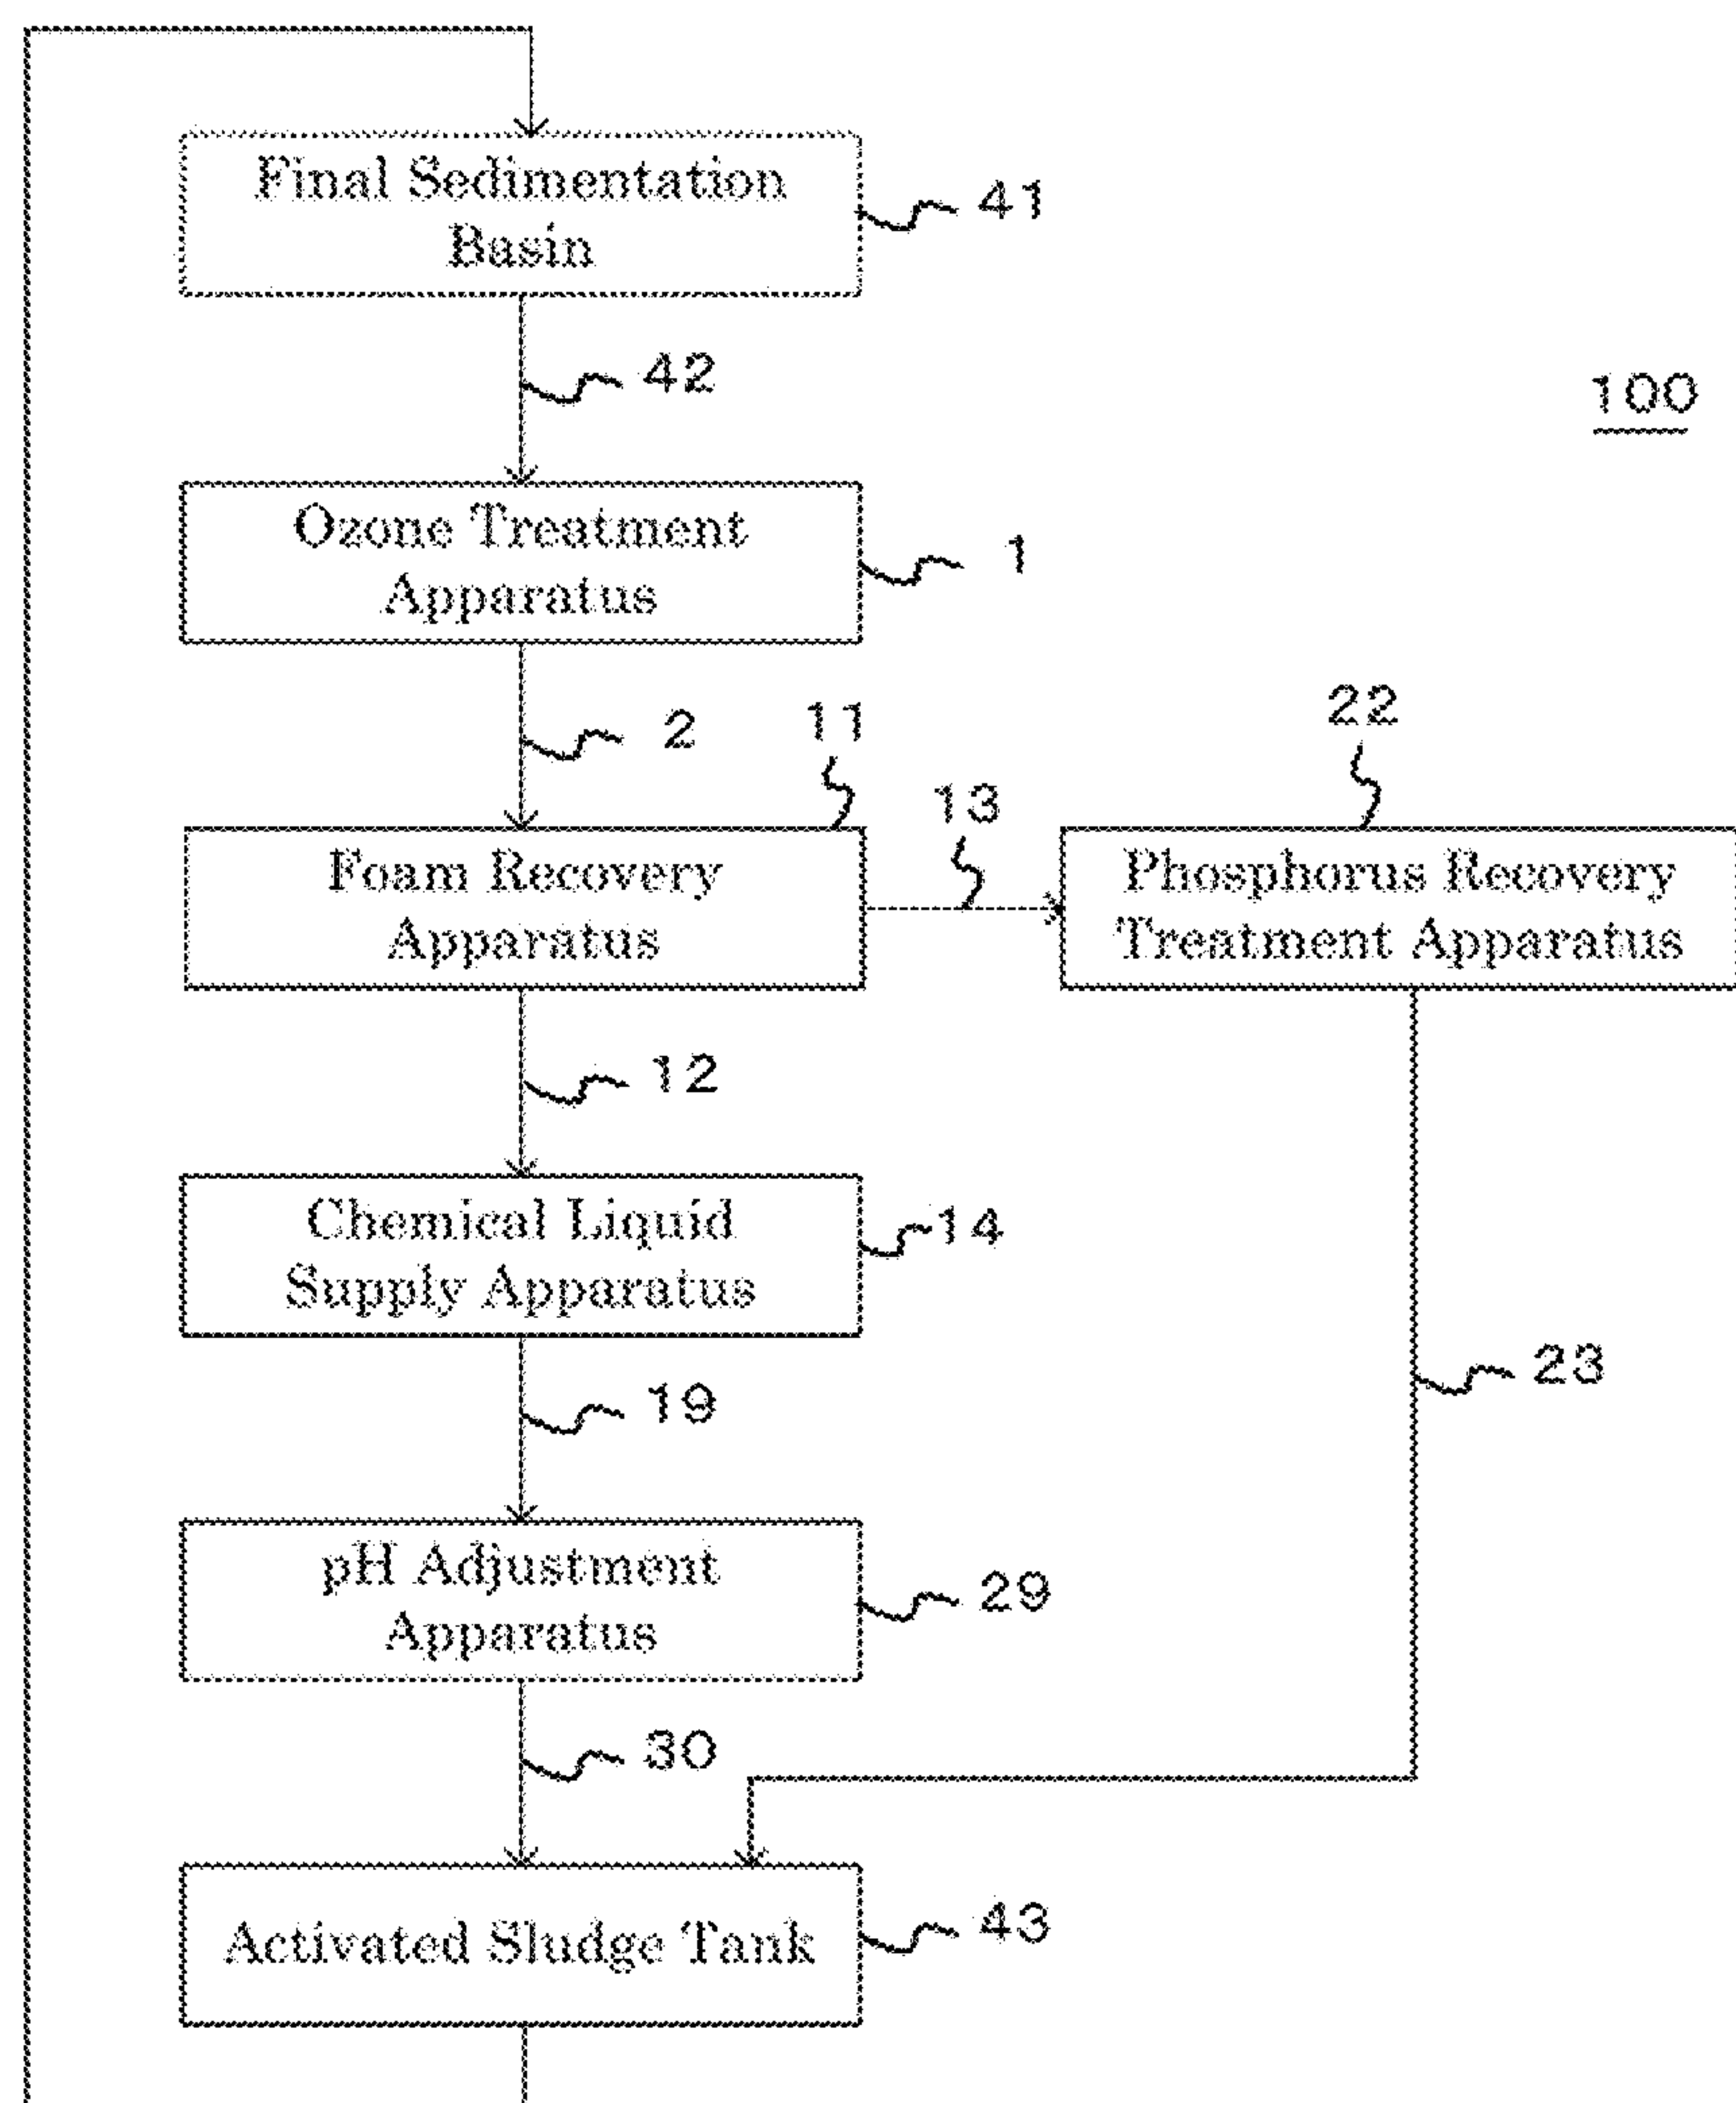 Final Sedimentation
Basin
41
42
100
Ozone Treatment
Apparatus
1
2
11
13
22
Foam Recovery
Apparatus
Phosphorus Recovery
Treatment Apparatus
12
Chemical Liquid
Supply Apparatus
14
19
23
pH Adjustment
Apparatus
29
30
Activated Sludge Tank
43